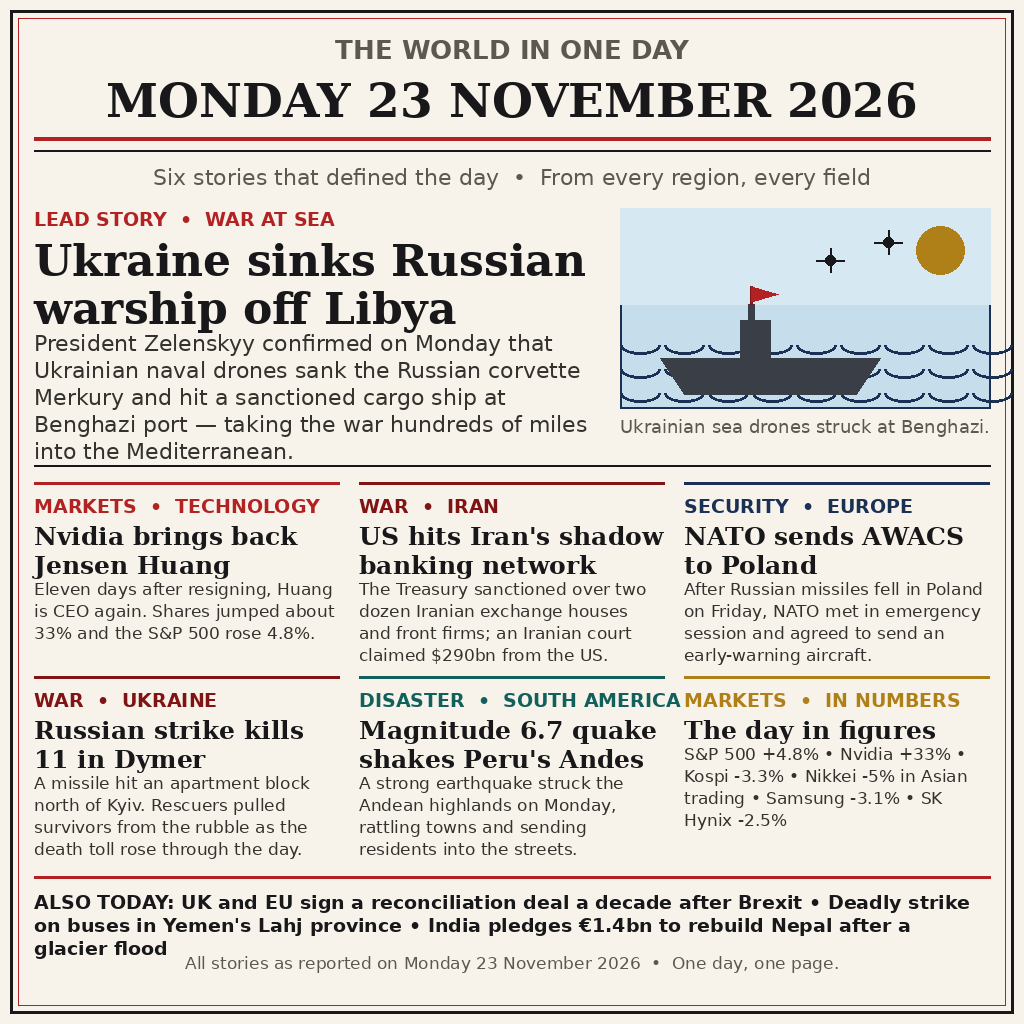 THE WORLD IN ONE DAY
MONDAY 23 NOVEMBER 2026
Six stories that defined the day • From every region, every field
LEAD STORY • WAR AT SEA
Ukraine sinks Russian
warship off Libya
President Zelenskyy confirmed on Monday that
Ukrainian naval drones sank the Russian corvette
Merkury and hit a sanctioned cargo ship at
Benghazi port — taking the war hundreds of miles
into the Mediterranean.
Ukrainian sea drones struck at Benghazi.
MARKETS • TECHNOLOGY
Nvidia brings back
Jensen Huang
Eleven days after resigning, Huang
is CEO again. Shares jumped about
33% and the S&P 500 rose 4.8%.
WAR • IRAN
US hits Iran's shadow
banking network
The Treasury sanctioned over two
dozen Iranian exchange houses
and front firms; an Iranian court
claimed $290bn from the US.
SECURITY • EUROPE
NATO sends AWACS
to Poland
After Russian missiles fell in Poland
on Friday, NATO met in emergency
session and agreed to send an
early-warning aircraft.
WAR • UKRAINE
Russian strike kills
11 in Dymer
A missile hit an apartment block
north of Kyiv. Rescuers pulled
survivors from the rubble as the
death toll rose through the day.
DISASTER • SOUTH AMERICA
Magnitude 6.7 quake
shakes Peru's Andes
A strong earthquake struck the
Andean highlands on Monday,
rattling towns and sending
residents into the streets.
MARKETS • IN NUMBERS
The day in figures
S&P 500 +4.8% • Nvidia +33% •
Kospi -3.3% • Nikkei -5% in Asian
trading • Samsung -3.1% • SK
Hynix -2.5%
ALSO TODAY: UK and EU sign a reconciliation deal a decade after Brexit • Deadly strike
on buses in Yemen's Lahj province • India pledges €1.4bn to rebuild Nepal after a
glacier flood
All stories as reported on Monday 23 November 2026 • One day, one page.